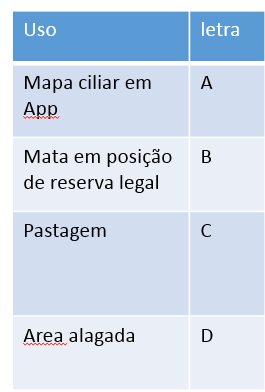 Uso letra
Mapa ciliar em A
App
Mata em posição B
de reserva legal
Pastagem C
Area alagada D